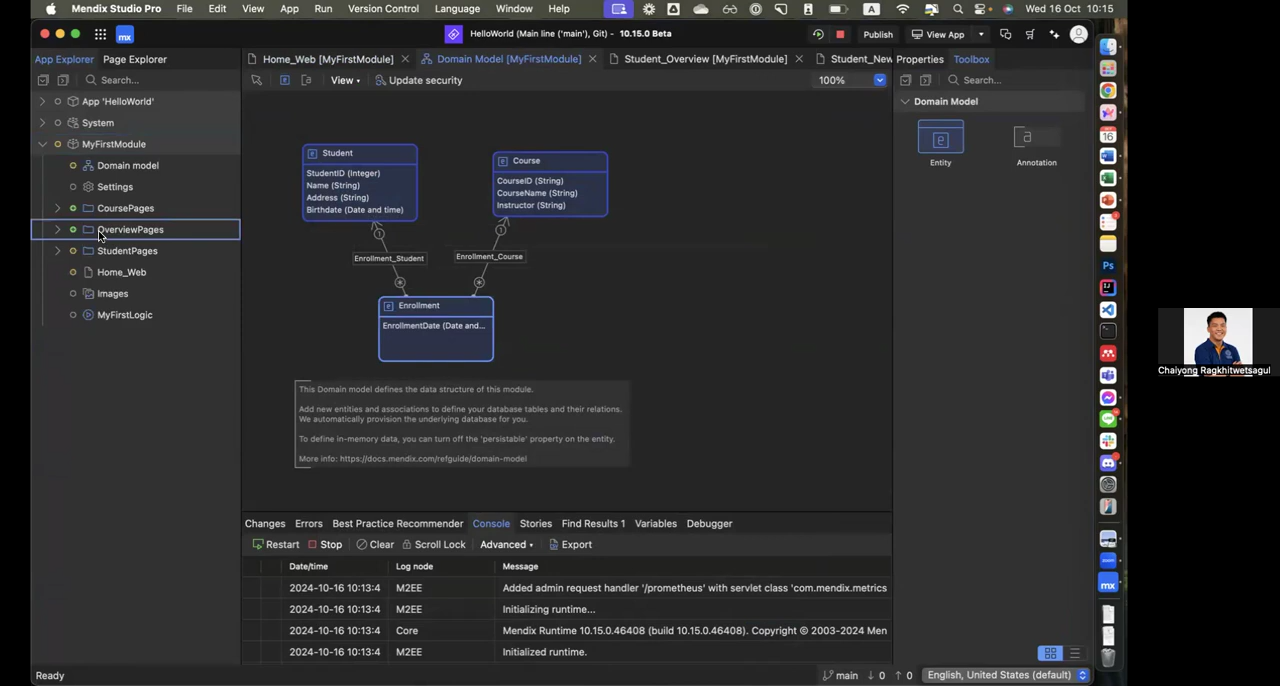 Mendix Studio Pro File Edit View App Run Version Control Language Window Help A Wed 16 Oct 10:15
mx HelloWorld (Main line ('main'), Git) - 10.15.0 Beta Publish View App
App Explorer Page Explorer
Home_Web [MyFirstModule] Domain Model [MyFirstModule] Student_Overview [MyFirstModule] Student_New Properties Toolbox
Search... View Update security 100% Search...
App 'HelloWorld'
System
MyFirstModule
Domain model
Settings
CoursePages
OverviewPages
StudentPages
Home_Web
Images
MyFirstLogic
Student
StudentID (Integer)
Name (String)
Address (String)
Birthdate (Date and time)
Course
CourseID (String)
CourseName (String)
Instructor (String)
1 1
Enrollment_Student Enrollment_Course
Enrollment
EnrollmentDate (Date and...
This Domain model defines the data structure of this module.
Add new entities and associations to define your database tables and their relations.
We automatically provision the underlying database for you.
To define in-memory data, you can turn off the 'persistable' property on the entity.
More info: https://docs.mendix.com/refguide/domain-model
Domain Model
Entity Annotation
Changes Errors Best Practice Recommender Console Stories Find Results 1 Variables Debugger
Restart Stop Clear Scroll Lock Advanced Export
Date/time Log node Message
2024-10-16 10:13:4 M2EE Added admin request handler '/prometheus' with servlet class 'com.mendix.metrics
2024-10-16 10:13:4 M2EE Initializing runtime...
2024-10-16 10:13:4 Core Mendix Runtime 10.15.0.46408 (build 10.15.0.46408). Copyright © 2003-2024 Men
2024-10-16 10:13:4 M2EE Initialized runtime.
Ready main 0 0 English, United States (default)
Chaiyong Ragkhitwetsagul